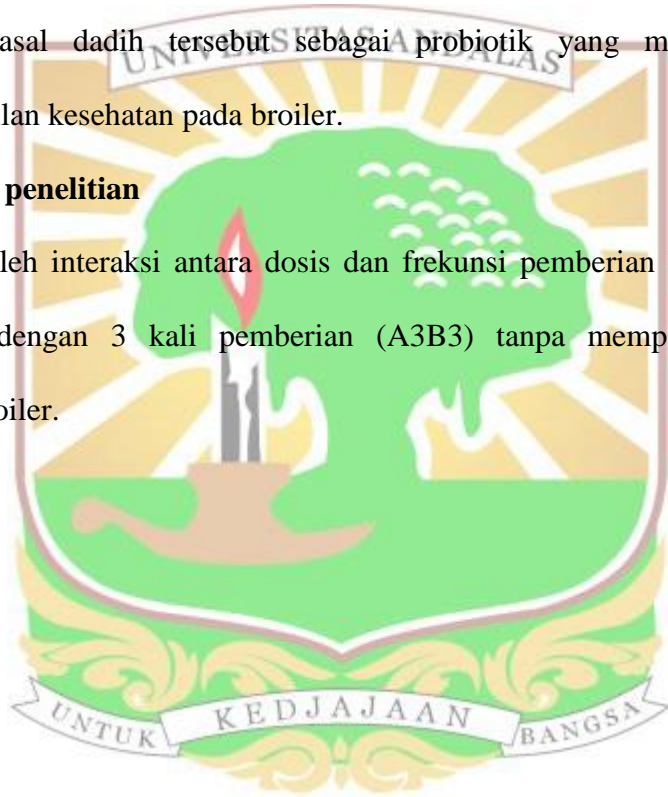 asal dadih tersebut sebagai probiotik yang m
UNIVERSITAS ANDALAS
lan kesehatan pada broiler.
penelitian
leh interaksi antara dosis dan frekunsi pemberian
dengan 3 kali pemberian (A3B3) tanpa memp
oiler.
UNTUK KEDJAJAAN BANGSA